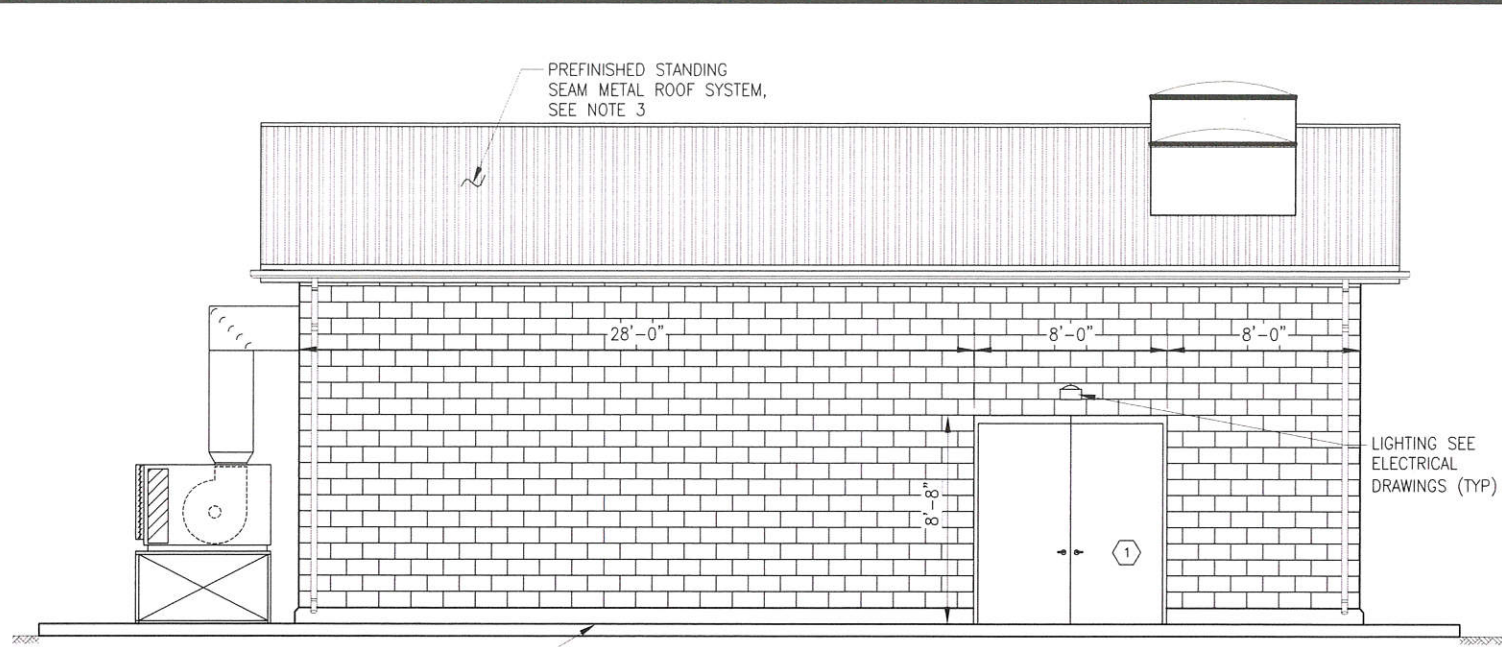 PREFINISHED STANDING
SEAM METAL ROOF SYSTEM,
SEE NOTE 3
28'-0"
8'-0"
8'-0"
8'-8"
LIGHTING SEE
ELECTRICAL
DRAWINGS (TYP)
1